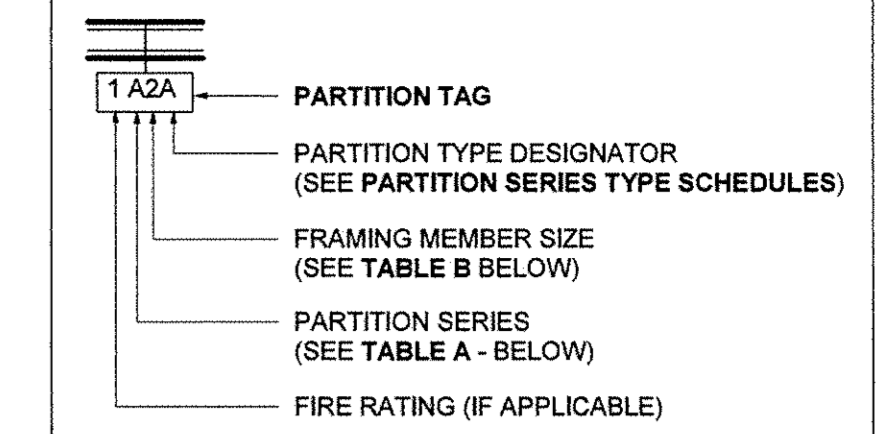 1 A2A
PARTITION TAG
PARTITION TYPE DESIGNATOR
(SEE PARTITION SERIES TYPE SCHEDULES)
FRAMING MEMBER SIZE
(SEE TABLE B BELOW)
PARTITION SERIES
(SEE TABLE A - BELOW)
FIRE RATING (IF APPLICABLE)